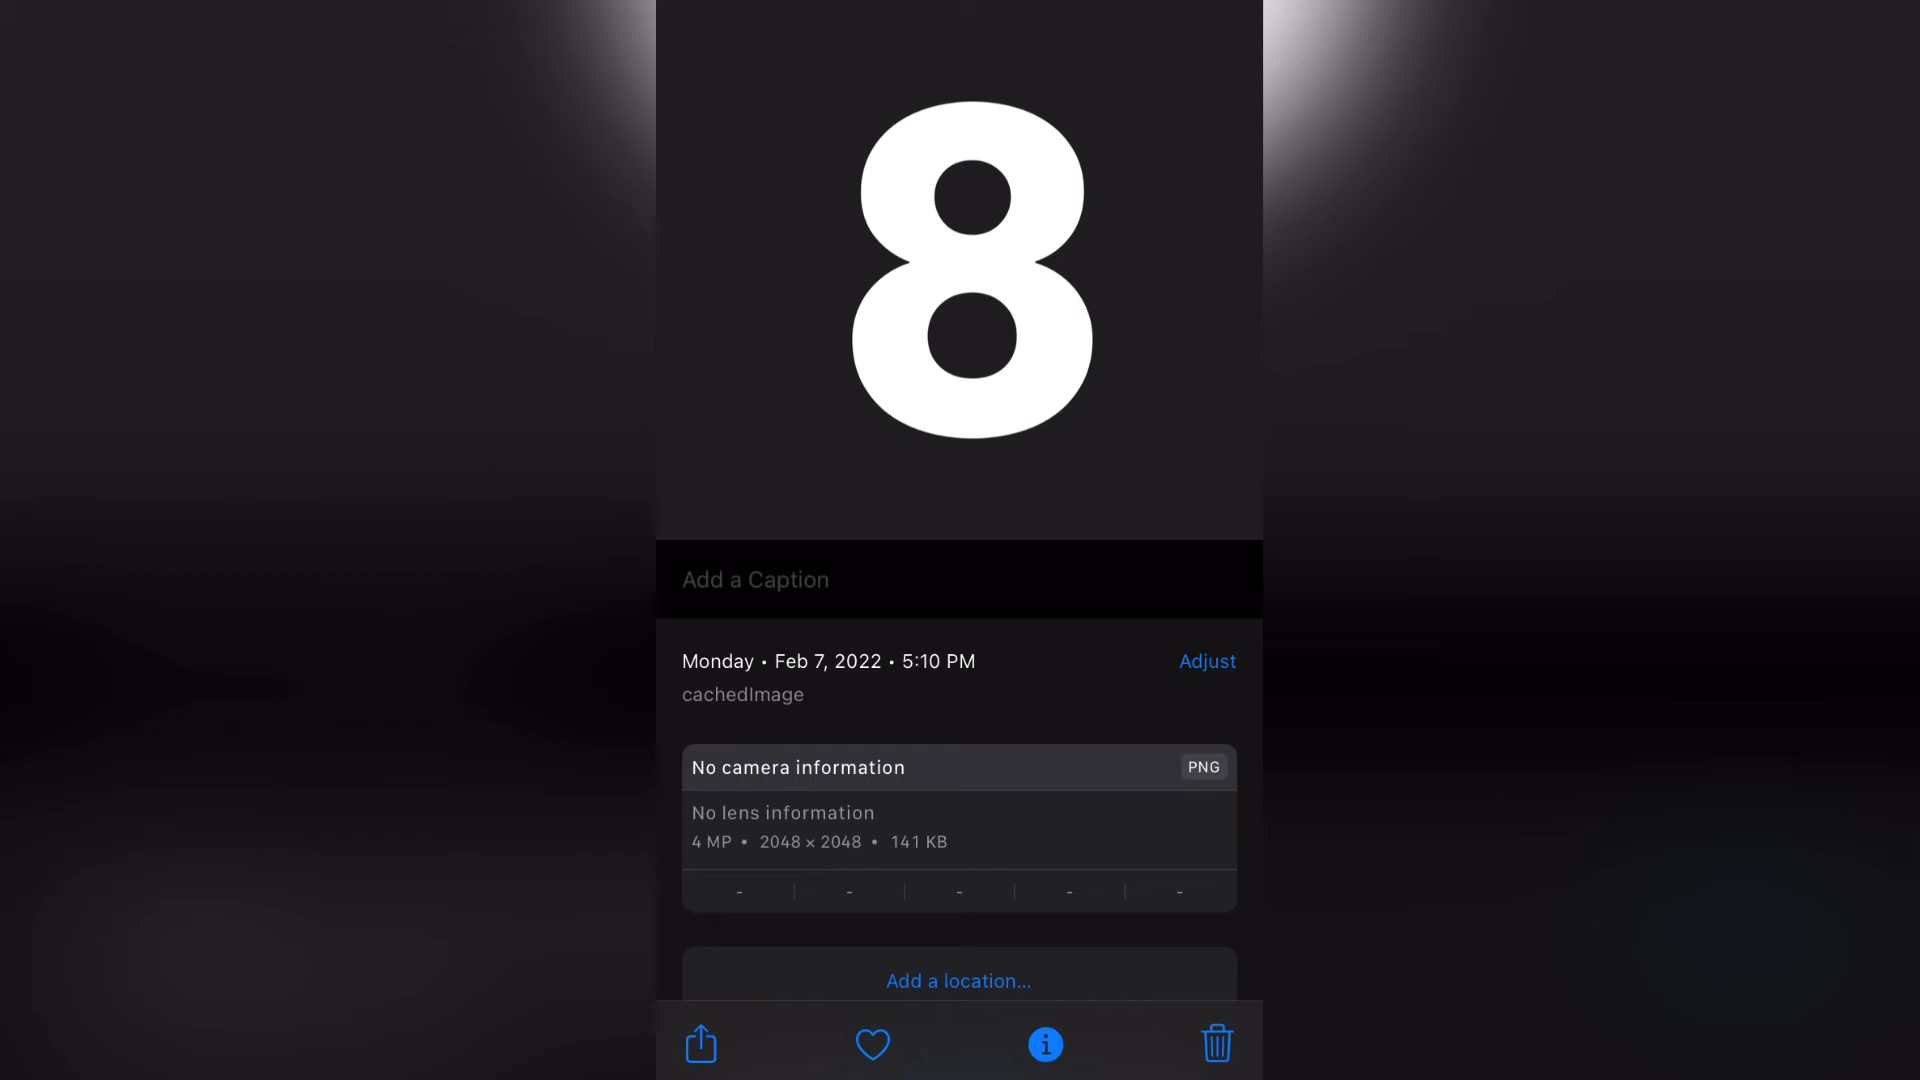 8
Add a Caption
Monday • Feb 7, 2022 • 5:10 PM
Adjust
cachedImage
No camera information
PNG
No lens information
4 MP • 2048 × 2048 • 141 KB
- - - - -
Add a location...